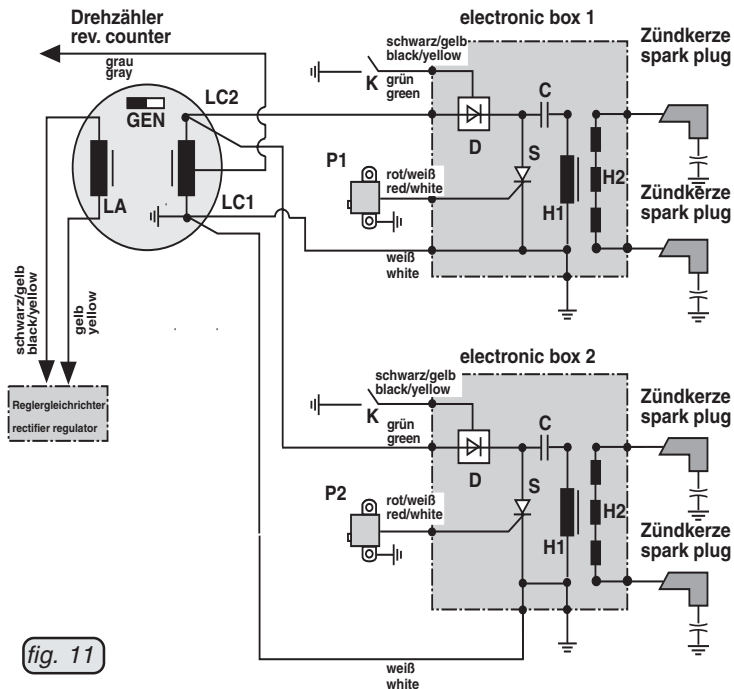 Drehzähler
rev. counter
grau
gray
GEN
LC2
LC1
LA
schwarz/gelb
black/yellow
gelb
yellow
Reglergleichrichter
rectifier regulator
electronic box 1
schwarz/gelb
black/yellow
K
grün
green
C
D
S
P1
rot/weiß
red/white
H1
H2
weiß
white
Zündkerze
spark plug
Zündkerze
spark plug
electronic box 2
schwarz/gelb
black/yellow
K
grün
green
C
D
S
P2
rot/weiß
red/white
H1
H2
Zündkerze
spark plug
Zündkerze
spark plug
weiß
white
fig. 11